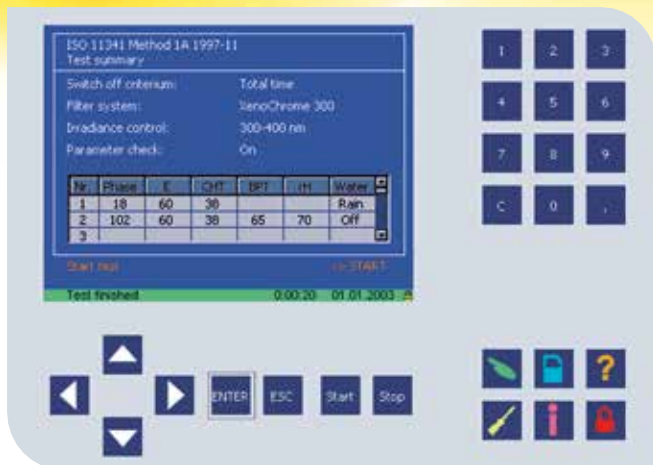 ISO 11341 Method 1A 1997-11
Test summary
Switch off criterium: Total time
Filter system: XenoChrome 300
Irradiance control: 300-400 nm
Parameter check: On
Nr. Phase E CHT BPT rH Water
1 18 60 38 Rain
2 102 60 38 65 70 Off
3
Start test >> START
Test finished 0:00:20 01.01.2003
1 2 3
4 5 6
7 8 9
C 0 .
?
ENTER ESC Start Stop
i